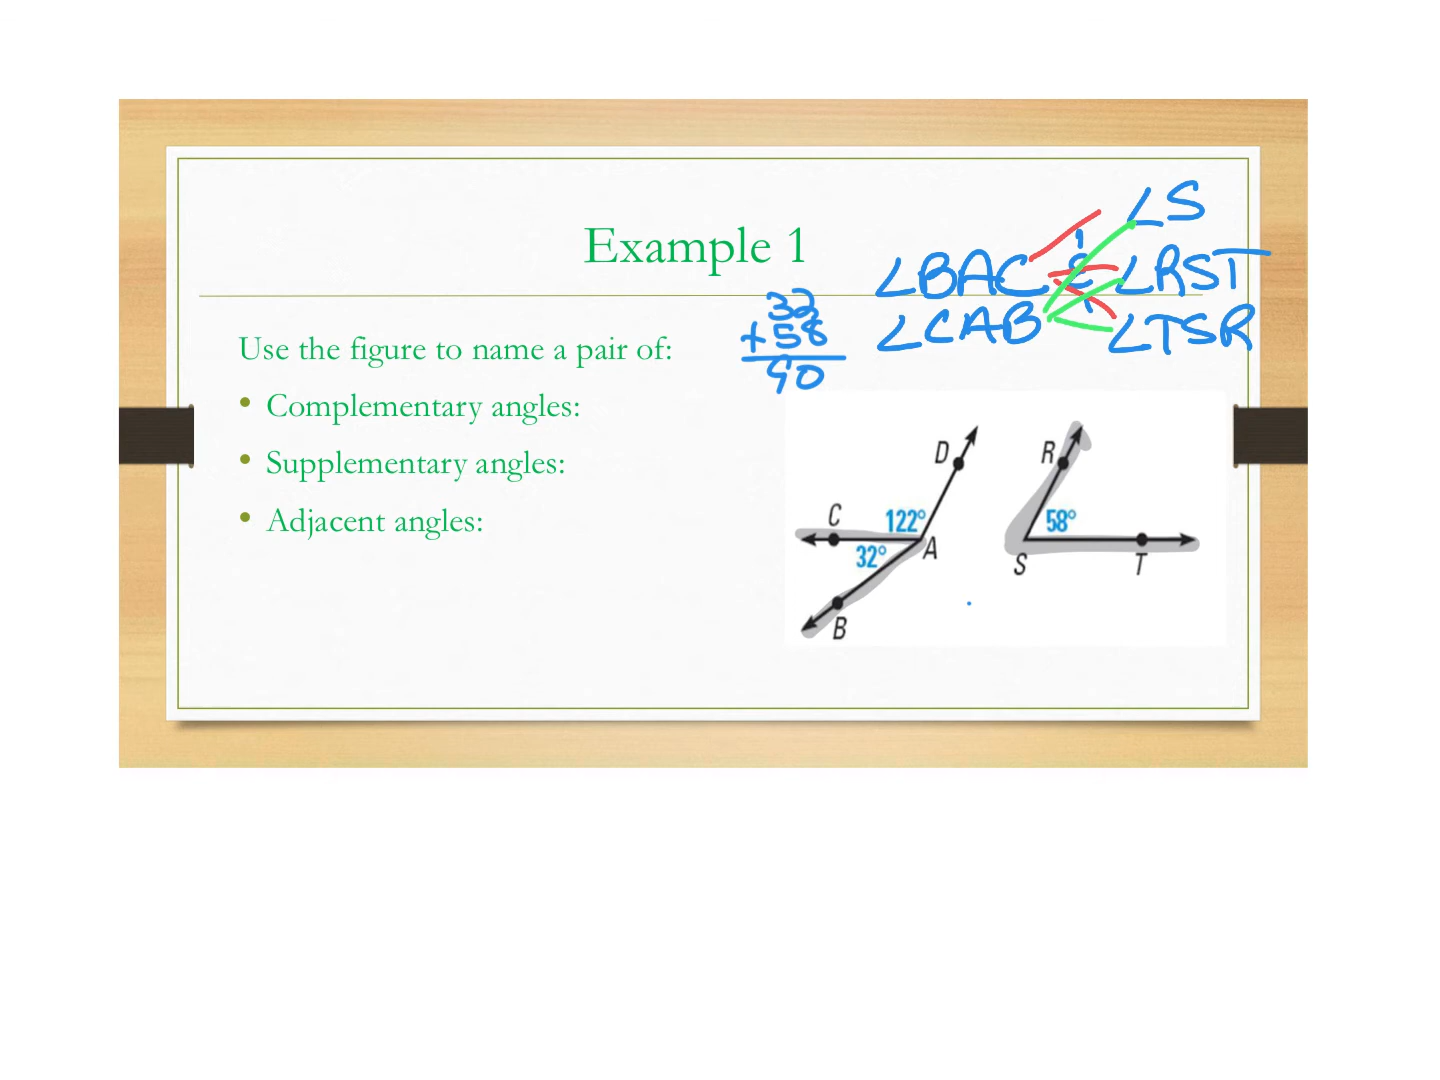 ∠S
Example 1
∠BAC & ∠RST
∠CAB ∠TSR
32
+58
90
Use the figure to name a pair of:
• Complementary angles:
• Supplementary angles:
• Adjacent angles:
D
R
C
122°
58°
32°
A
S
T
B